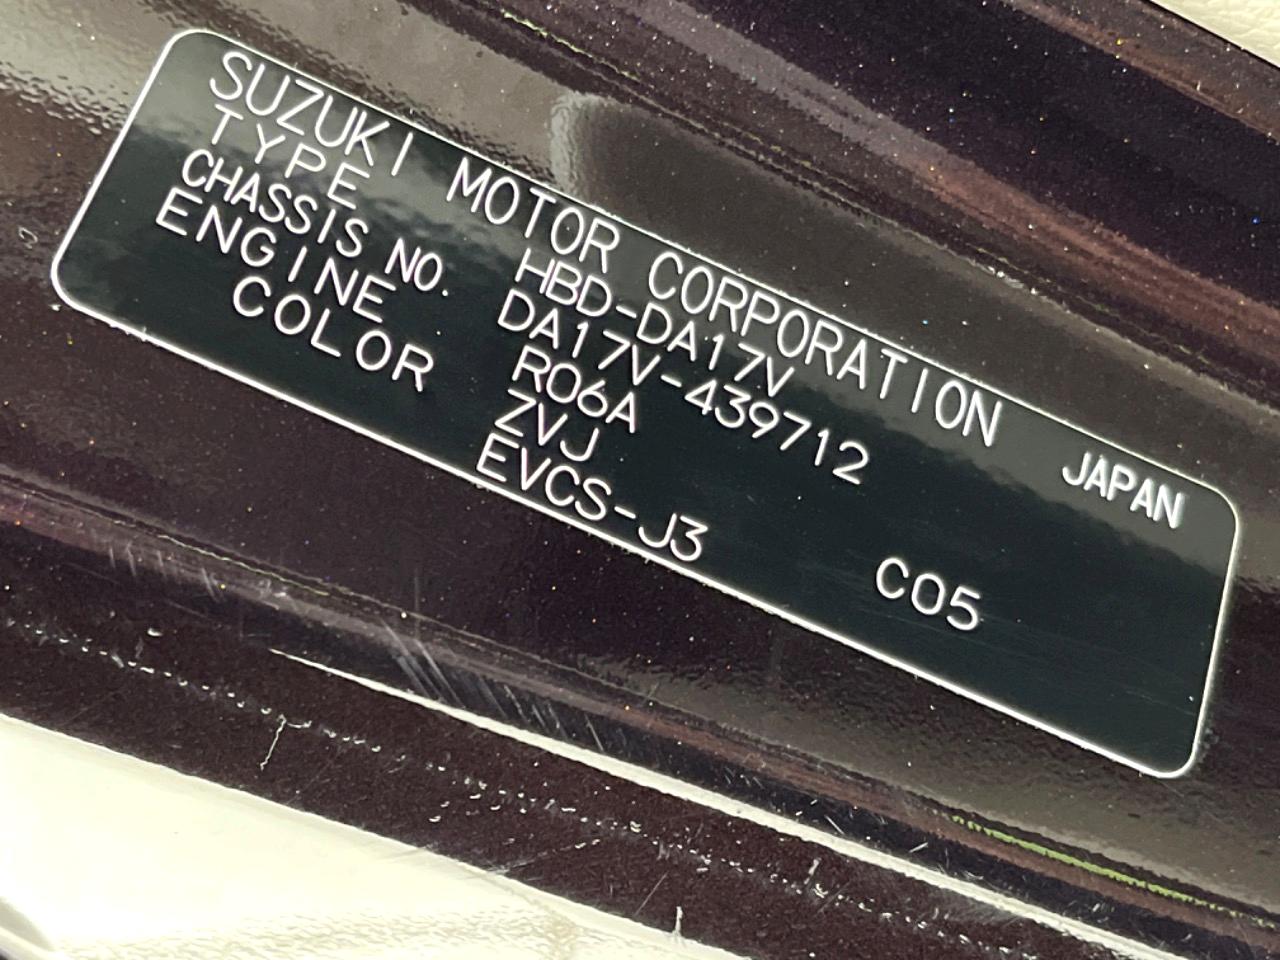 SUZUKI MOTOR CORPORATION JAPAN
TYPE HBD-DA17V
CHASSIS NO. DA17V-439712
ENGINE R06A
COLOR ZVJ C05
EVCS-J3